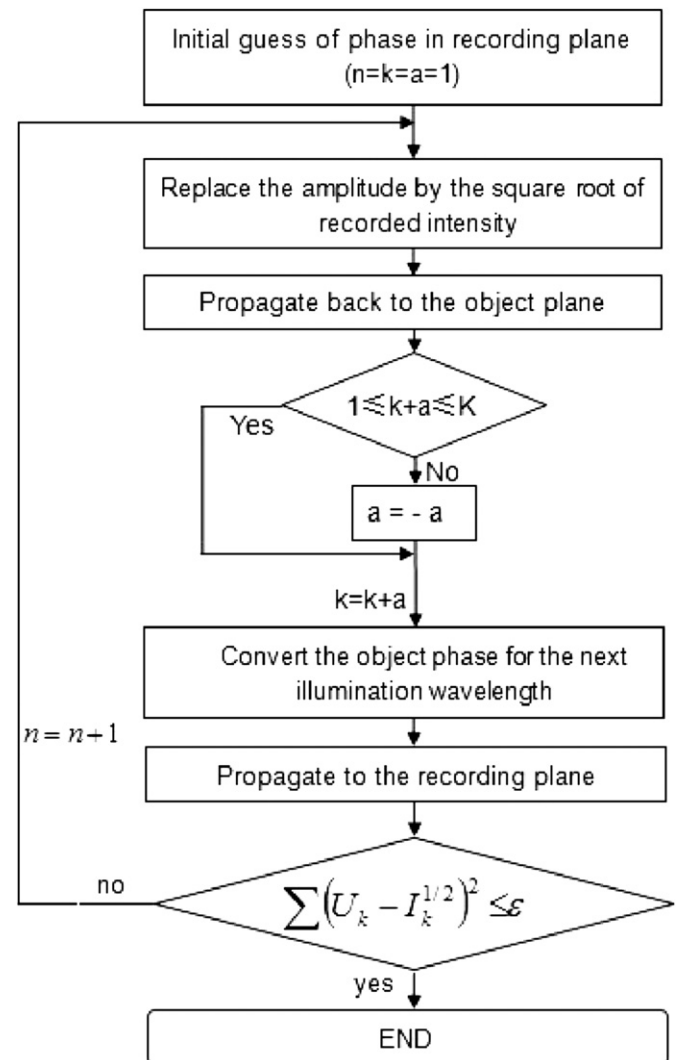 Initial guess of phase in recording plane
(n=k=a=1)
Replace the amplitude by the square root of
recorded intensity
Propagate back to the object plane
1≤k+a≤K
Yes
No
a = - a
k=k+a
Convert the object phase for the next
illumination wavelength
n = n+1
Propagate to the recording plane
no
∑(U_k − I_k^{1/2})^2 ≤ε
yes
END